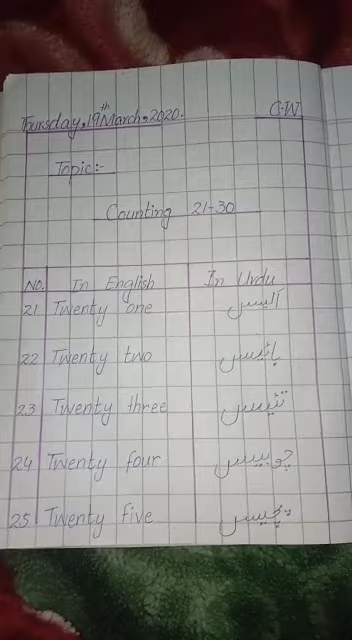 Thursday, 19th March, 2020. C.W
Topic:-
Counting 21-30
No. In English In Urdu
21 Twenty one اکیس
22 Twenty two بائیس
23 Twenty three تئیس
24 Twenty four چوبیس
25 Twenty five پچیس